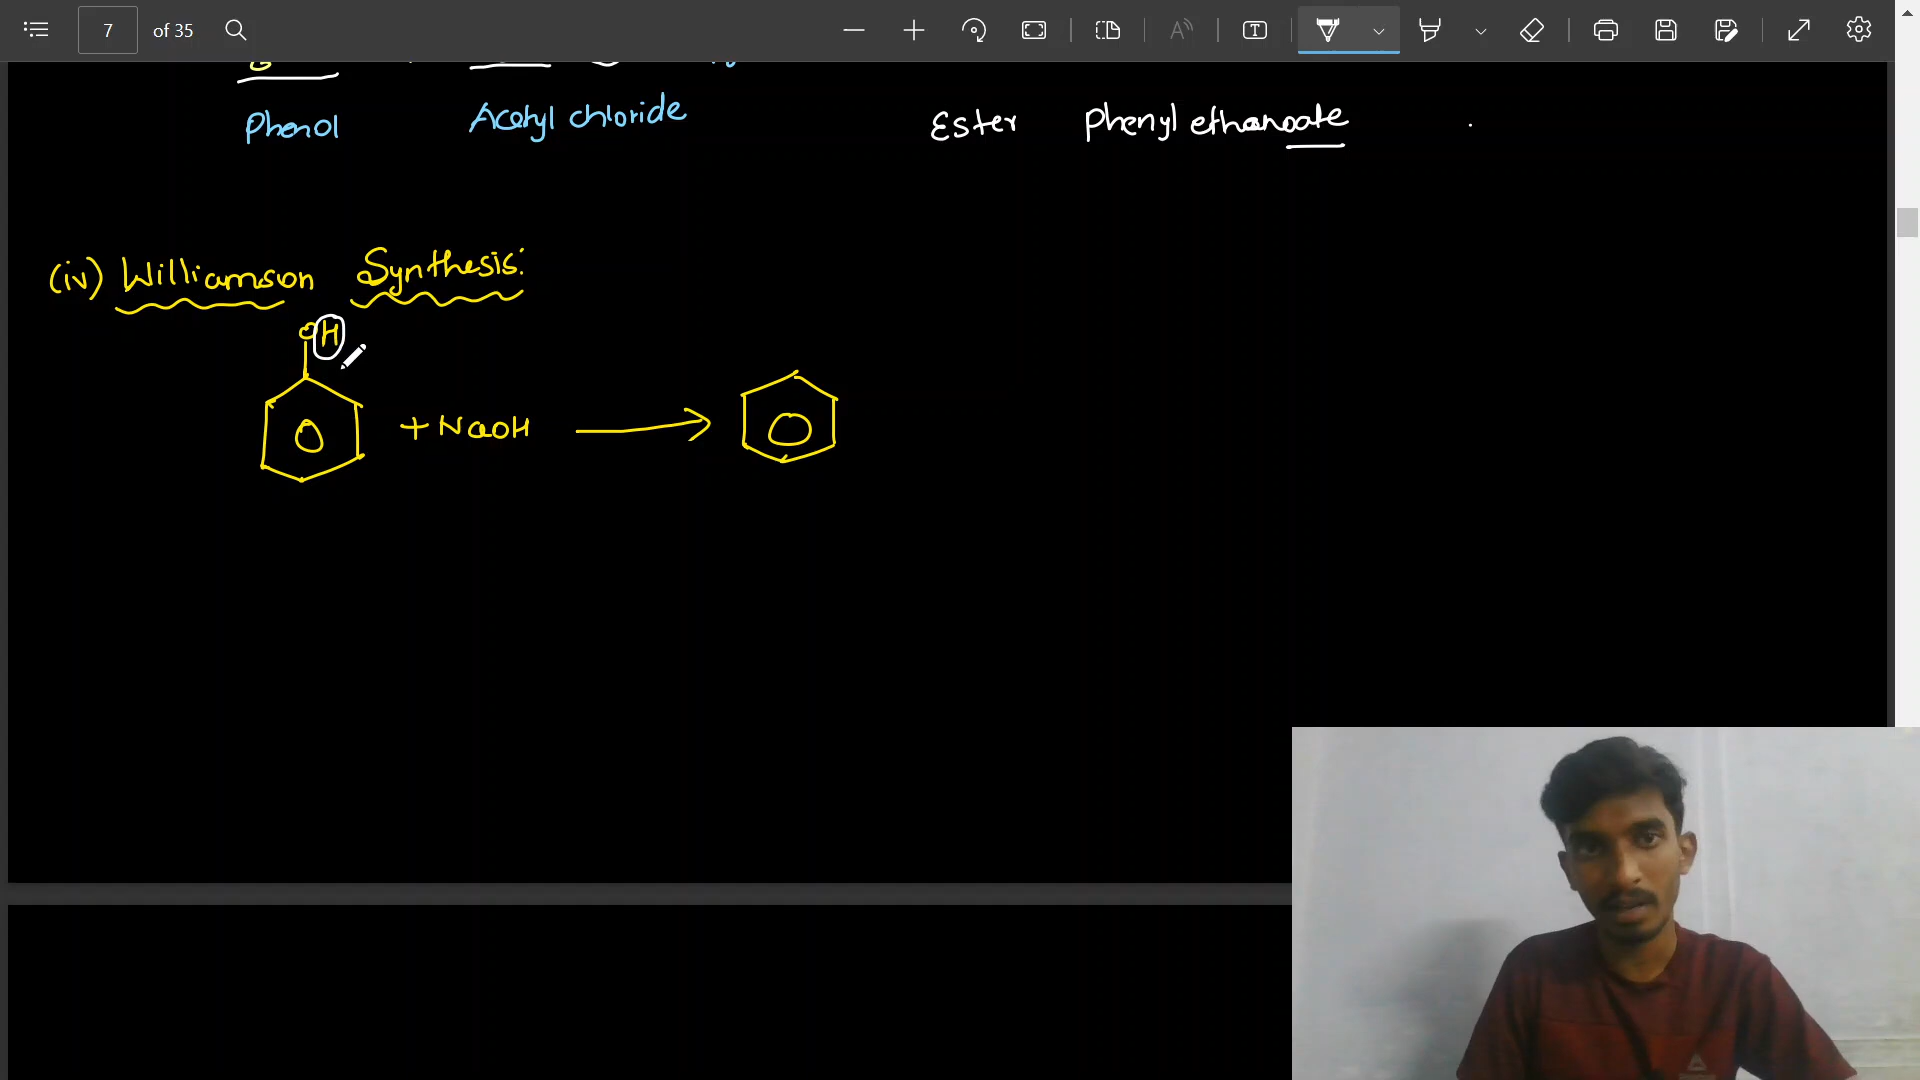 7 of 35
Phenol Acetyl chloride Ester Phenyl ethanoate
(iv) Williamson Synthesis:
OH
+ NaOH